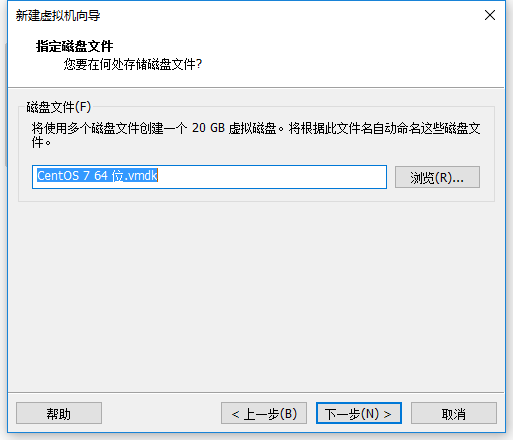 新建虚拟机向导
指定磁盘文件
您要在何处存储磁盘文件?
磁盘文件(F)
将使用多个磁盘文件创建一个 20 GB 虚拟磁盘。将根据此文件名自动命名这些磁盘文
件。
CentOS 7 64 位.vmdk
浏览(R)...
帮助
< 上一步(B)
下一步(N) >
取消